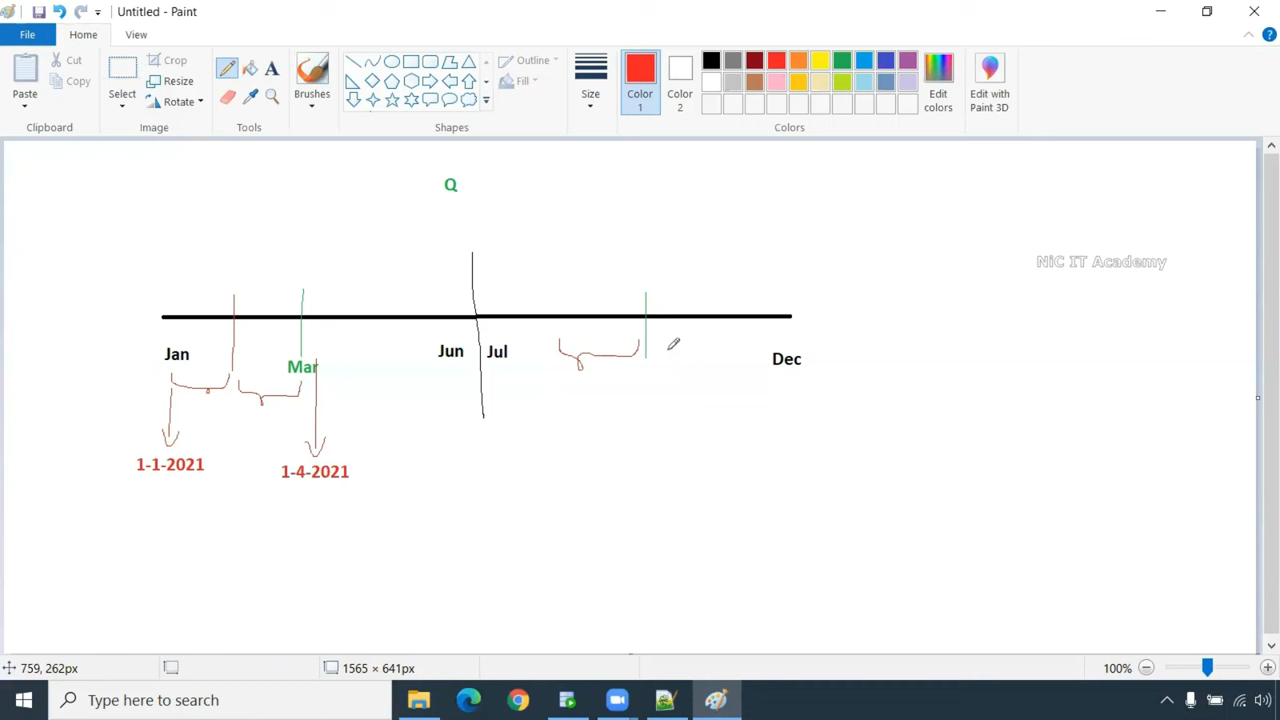 Untitled - Paint
File
Home
View
Paste
Cut
Copy
Clipboard
Select
Crop
Resize
Rotate
Image
A
Tools
Brushes
Outline
Fill
Shapes
Size
Color
1
Color
2
Edit
colors
Edit with
Paint 3D
Colors
Q
NiC IT Academy
Jan
Mar
Jun
Jul
Dec
1-1-2021
1-4-2021
759, 262px
1565 × 641px
100%
Type here to search